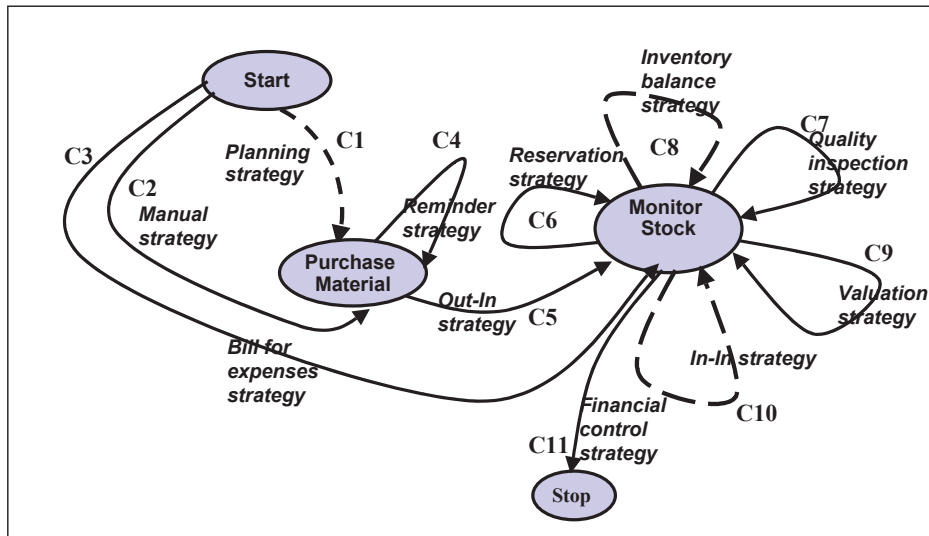 Start
C1
Planning
strategy
C3
C2
Manual
strategy
C4
Reminder
strategy
Purchase
Material
Out-In
strategy
C5
Bill for
expenses
strategy
Inventory
balance
strategy
C8
C7
Quality
inspection
strategy
Reservation
strategy
C6
Monitor
Stock
C9
Valuation
strategy
In-In strategy
C10
Financial
control
strategy
C11
Stop